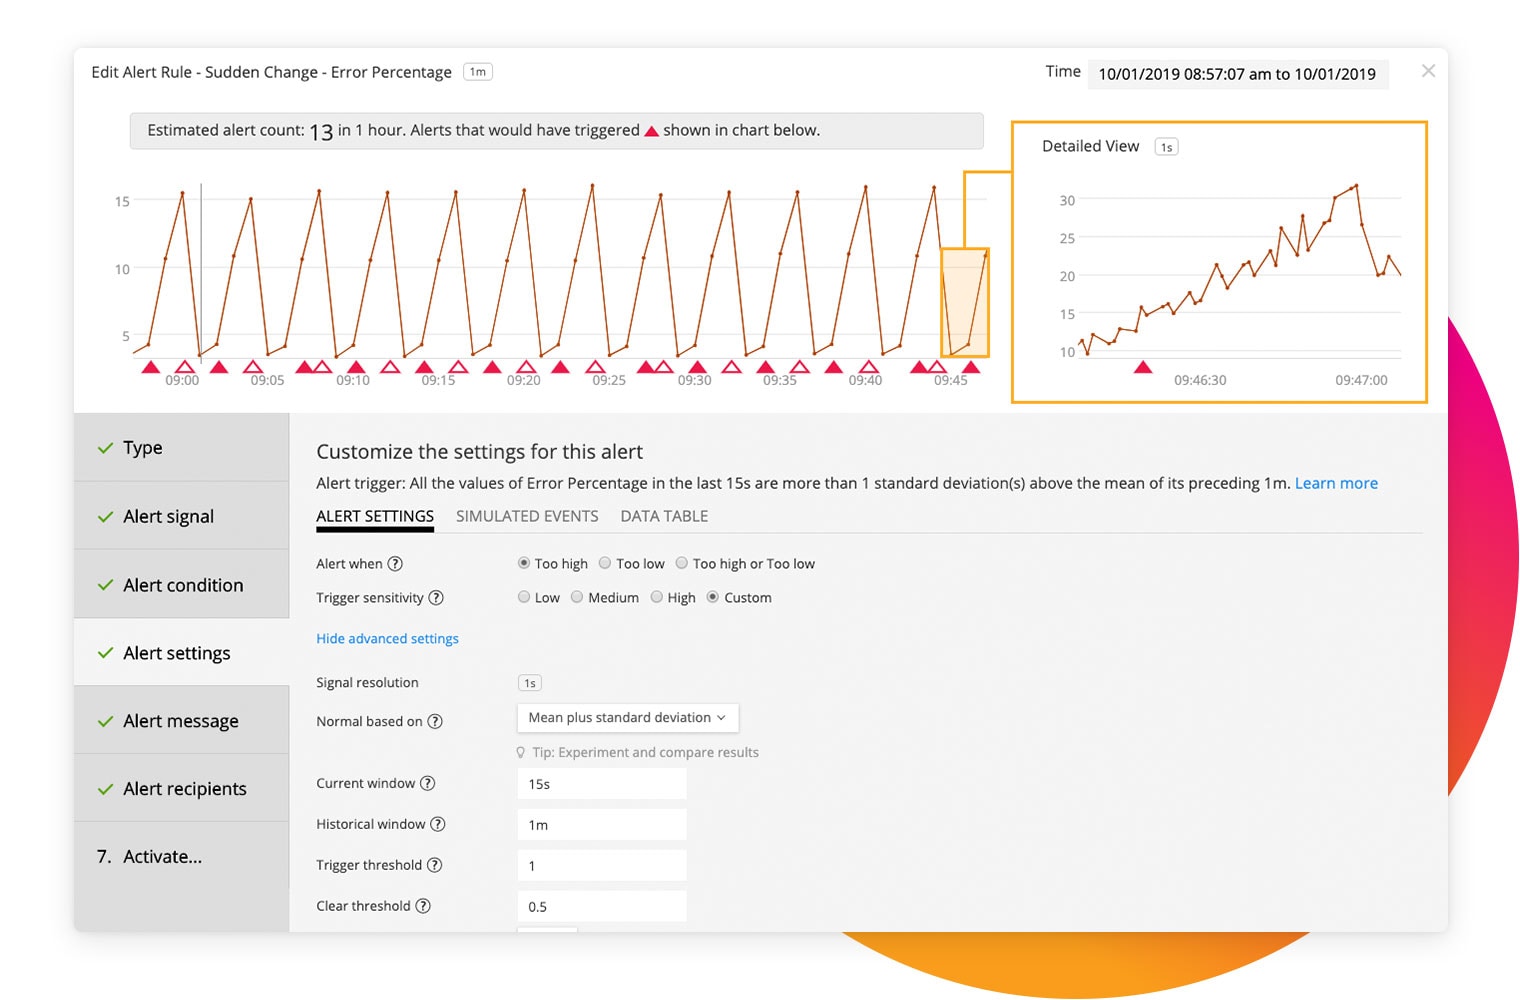 Edit Alert Rule - Sudden Change - Error Percentage 1m
Time 10/01/2019 08:57:07 am to 10/01/2019
Estimated alert count: 13 in 1 hour. Alerts that would have triggered shown in chart below.
15
10
5
09:00 09:05 09:10 09:15 09:20 09:25 09:30 09:35 09:40 09:45
Detailed View 1s
30
25
20
15
10
09:46:30 09:47:00
Type
Alert signal
Alert condition
Alert settings
Alert message
Alert recipients
7. Activate...
Customize the settings for this alert
Alert trigger: All the values of Error Percentage in the last 15s are more than 1 standard deviation(s) above the mean of its preceding 1m. Learn more
ALERT SETTINGS SIMULATED EVENTS DATA TABLE
Alert when ? Too high Too low Too high or Too low
Trigger sensitivity ? Low Medium High Custom
Hide advanced settings
Signal resolution 1s
Normal based on ? Mean plus standard deviation
Tip: Experiment and compare results
Current window ? 15s
Historical window ? 1m
Trigger threshold ? 1
Clear threshold ? 0.5